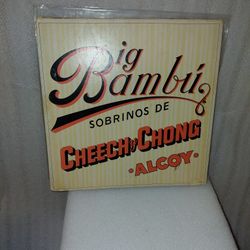 Big
Bambú
SOBRINOS DE
CHEECH y CHONG
• ALCOY •